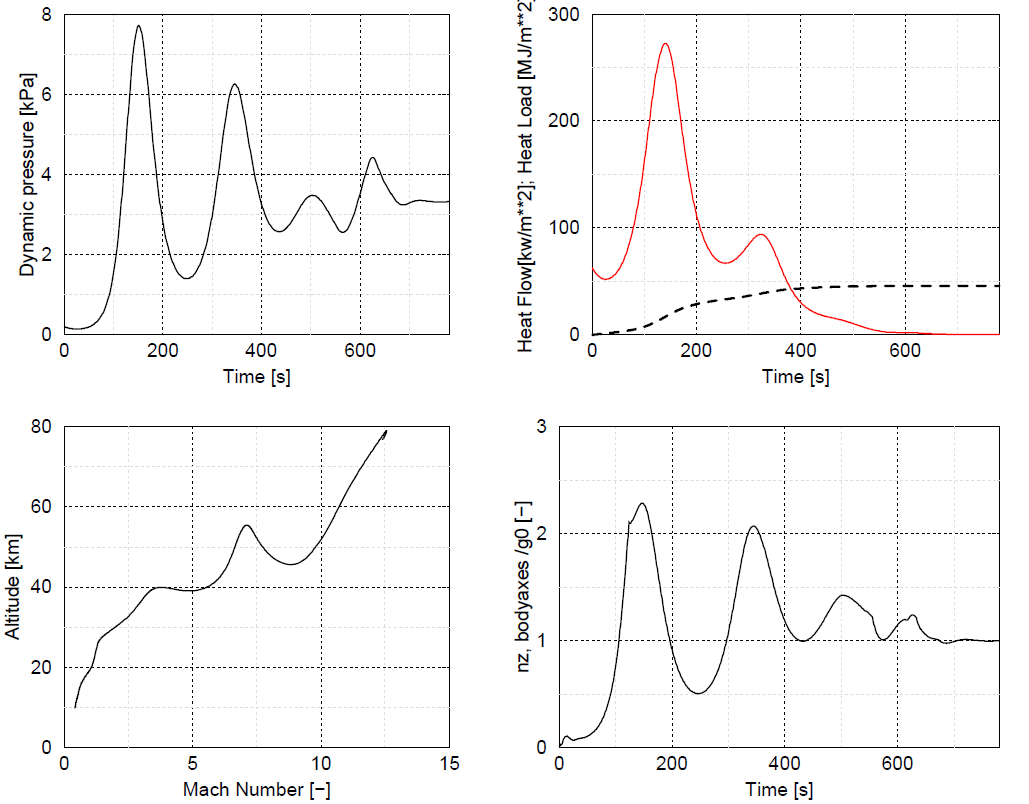 Dynamic pressure [kPa]
8
6
4
2
0
0 200 400 600
Time [s]
Heat Flow[kw/m**2]; Heat Load [MJ/m**2]
300
200
100
0
0 200 400 600
Time [s]
Altitude [km]
80
60
40
20
0
0 5 10 15
Mach Number [−]
nz, bodyaxes /g0 [−]
3
2
1
0
0 200 400 600
Time [s]